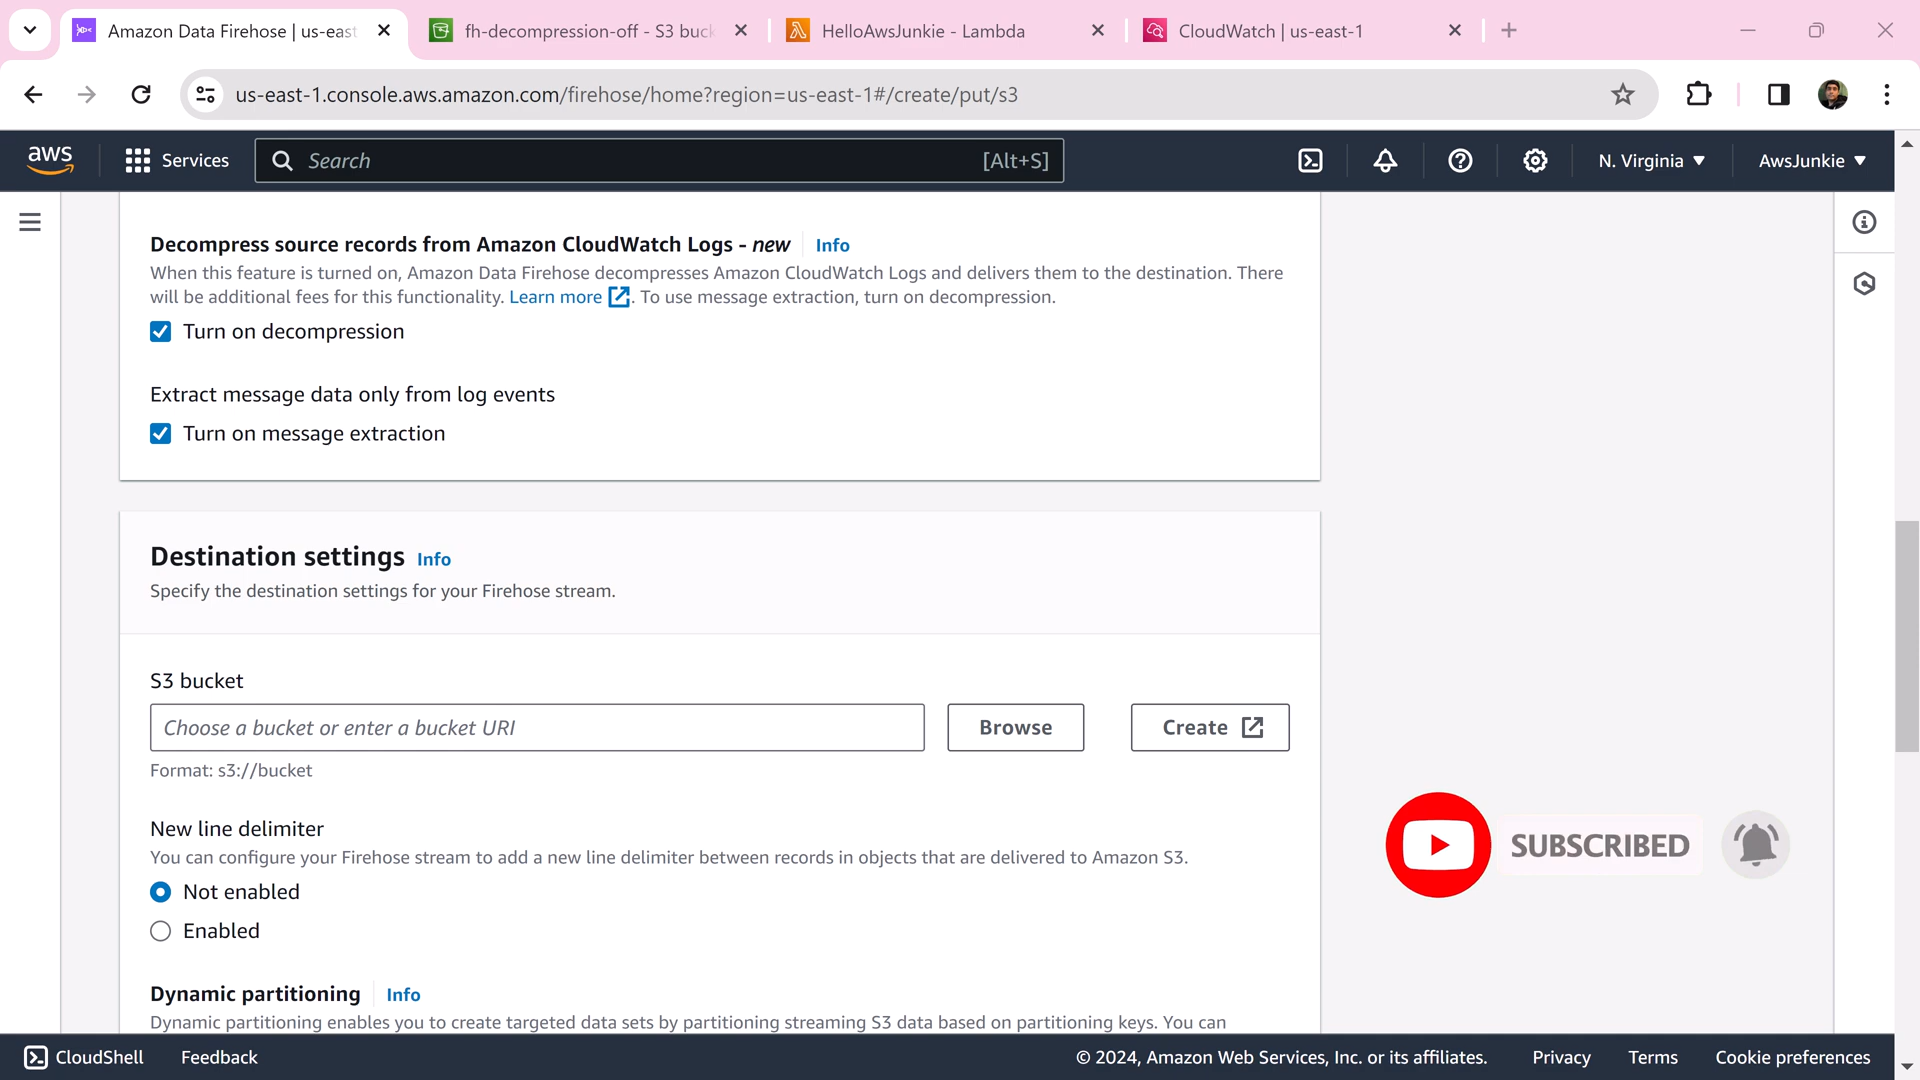 Amazon Data Firehose | us-east
fh-decompression-off - S3 buc
HelloAwsJunkie - Lambda
CloudWatch | us-east-1
us-east-1.console.aws.amazon.com/firehose/home?region=us-east-1#/create/put/s3
aws
Services
Search
[Alt+S]
N. Virginia
AwsJunkie
Decompress source records from Amazon CloudWatch Logs - new
Info
When this feature is turned on, Amazon Data Firehose decompresses Amazon CloudWatch Logs and delivers them to the destination. There
will be additional fees for this functionality. Learn more . To use message extraction, turn on decompression.
Turn on decompression
Extract message data only from log events
Turn on message extraction
Destination settings Info
Specify the destination settings for your Firehose stream.
S3 bucket
Choose a bucket or enter a bucket URI
Browse
Create
Format: s3://bucket
New line delimiter
You can configure your Firehose stream to add a new line delimiter between records in objects that are delivered to Amazon S3.
Not enabled
Enabled
SUBSCRIBED
Dynamic partitioning
Info
Dynamic partitioning enables you to create targeted data sets by partitioning streaming S3 data based on partitioning keys. You can
CloudShell
Feedback
© 2024, Amazon Web Services, Inc. or its affiliates.
Privacy
Terms
Cookie preferences